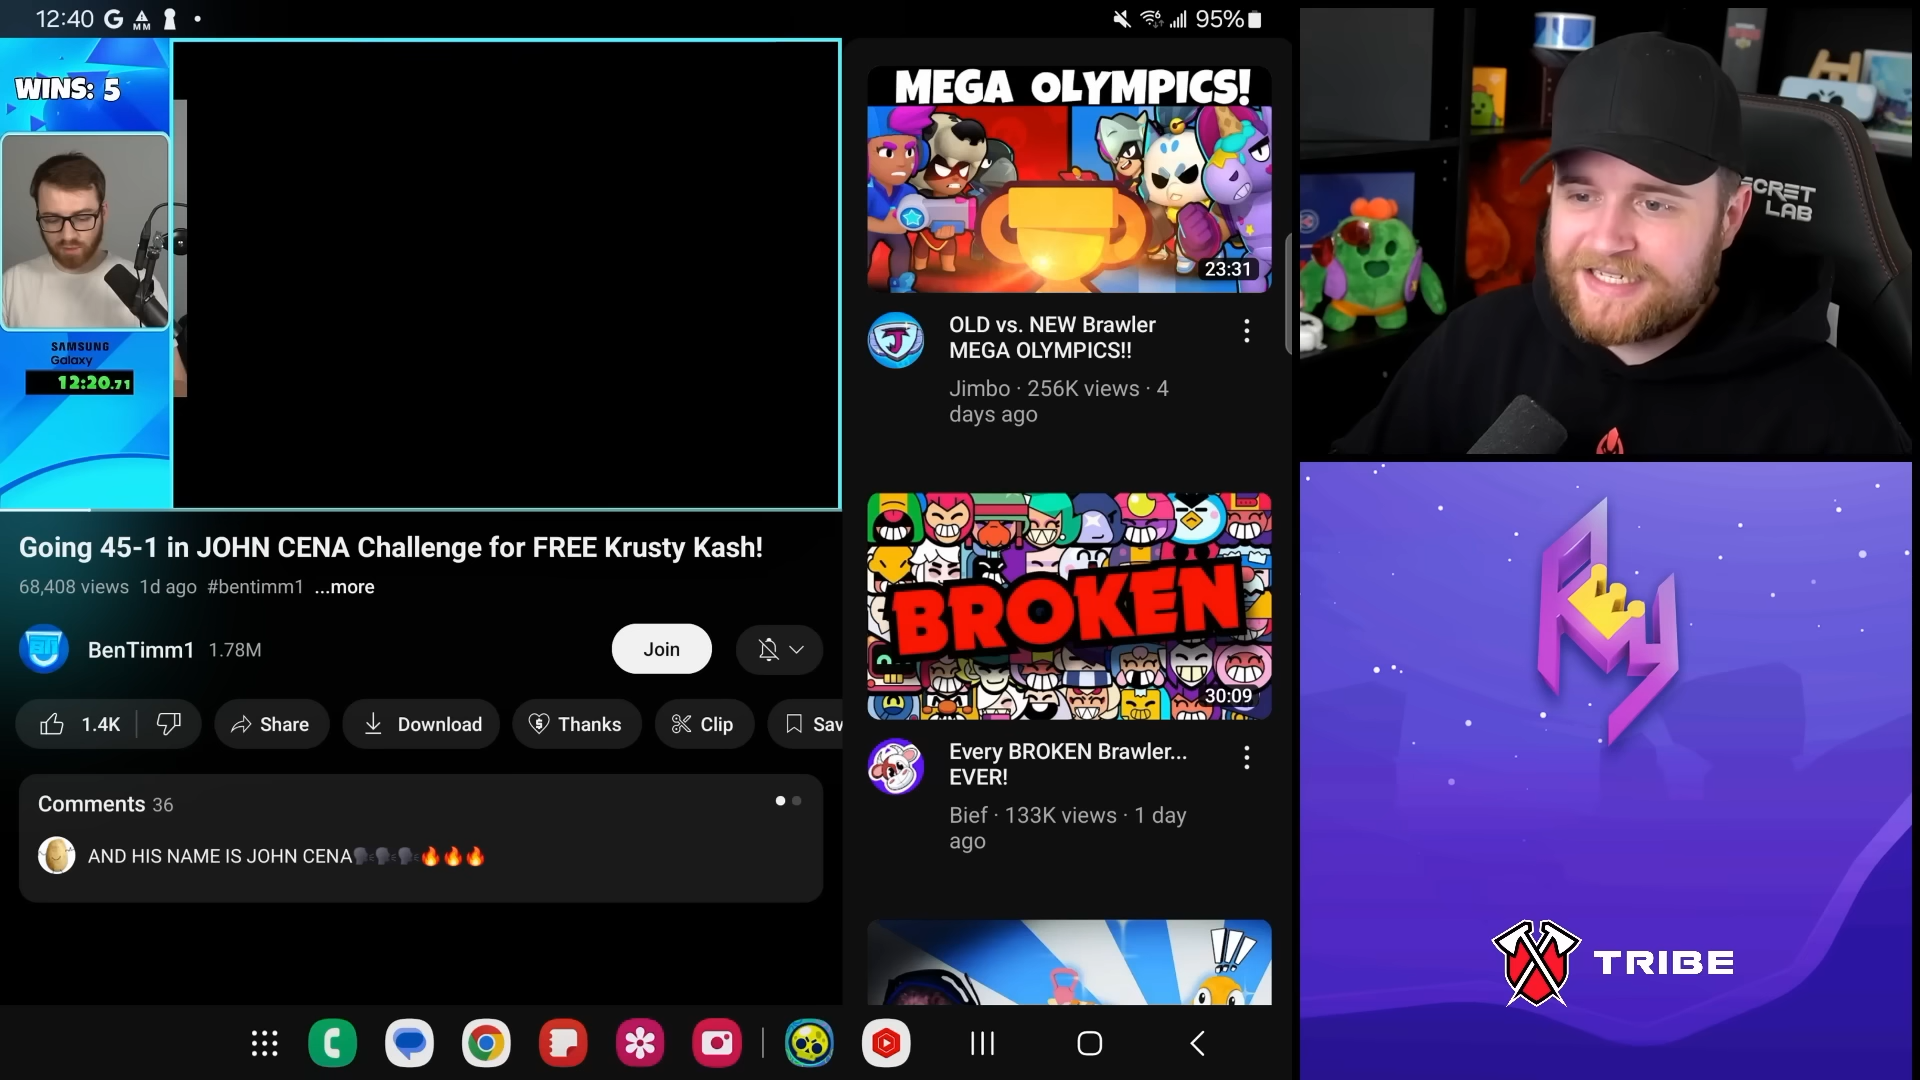 12:40
95%
WINS: 5
SAMSUNG
Galaxy
12:20.71
Going 45-1 in JOHN CENA Challenge for FREE Krusty Kash!
68,408 views 1d ago #bentimm1 ...more
BenTimm1 1.78M
Join
1.4K
Share
Download
Thanks
Clip
Sav
Comments 36
AND HIS NAME IS JOHN CENA🗣️🗣️🗣️🔥🔥🔥
MEGA OLYMPICS!
23:31
OLD vs. NEW Brawler
MEGA OLYMPICS!!
Jimbo · 256K views · 4
days ago
BROKEN
30:09
Every BROKEN Brawler...
EVER!
Bief · 133K views · 1 day
ago
!!!
CRET
LAB
Key
TRIBE